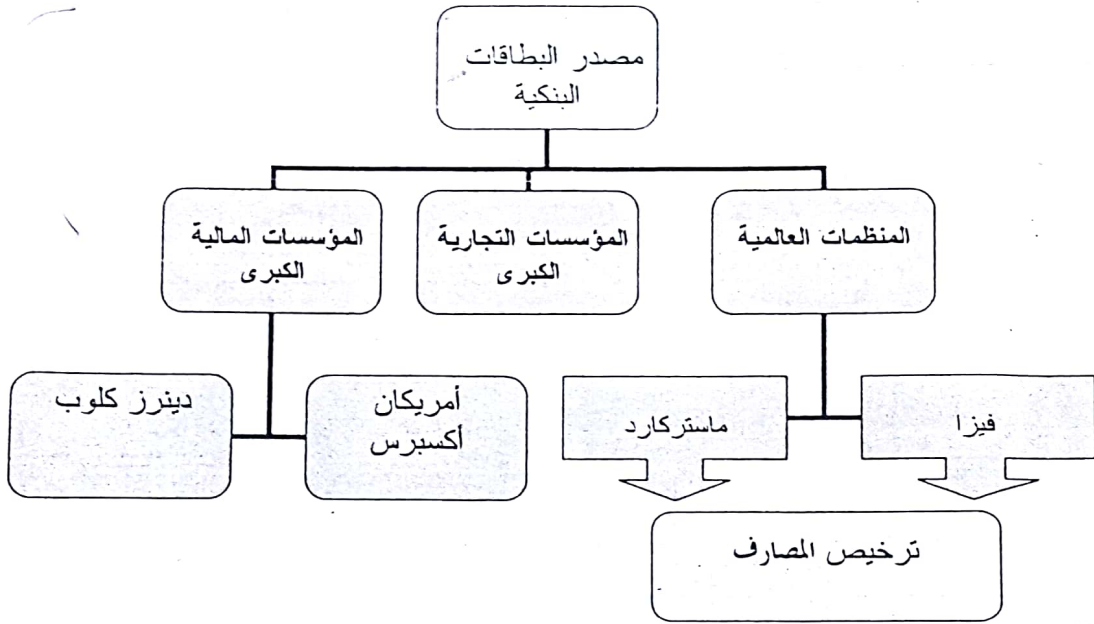 مصدر البطاقات
البنكية
المنظمات العالمية
المؤسسات التجارية
الكبرى
المؤسسات المالية
الكبرى
فيزا
ماستركارد
أمريكان
أكسبرس
دينرز كلوب
ترخيص المصارف